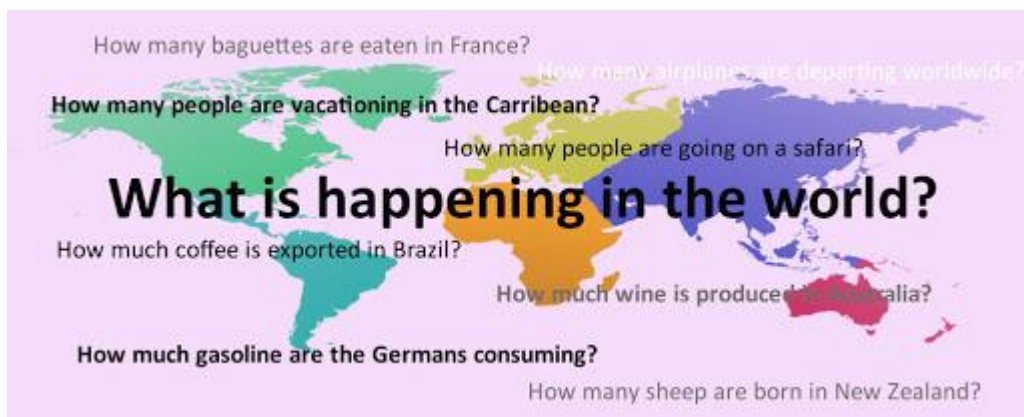 How many baguettes are eaten in France?
How many airplanes are departing worldwide?
How many people are vacationing in the Carribean?
How many people are going on a safari?
What is happening in the world?
How much coffee is exported in Brazil?
How much wine is produced in Australia?
How much gasoline are the Germans consuming?
How many sheep are born in New Zealand?